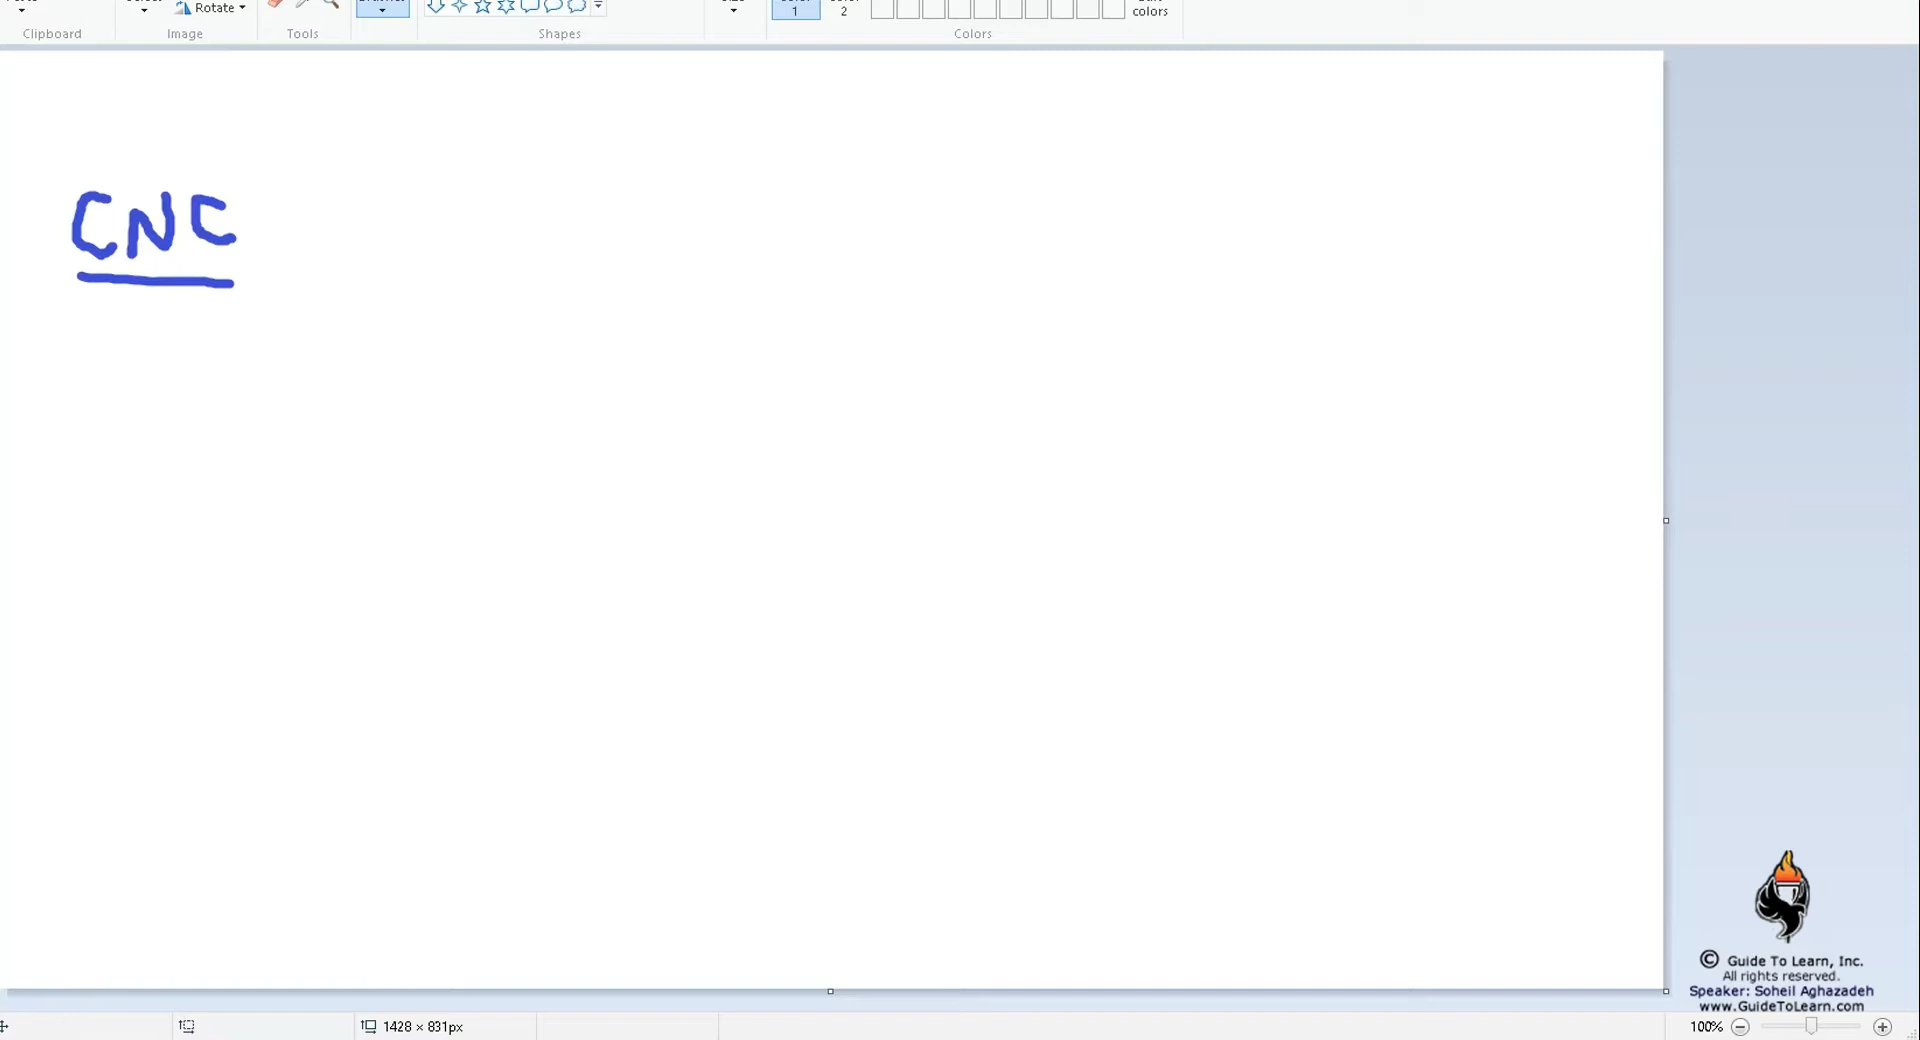 Rotate
1
2
colors
Clipboard
Image
Tools
Shapes
Colors
CNC
© Guide To Learn, Inc.
All rights reserved.
Speaker: Soheil Aghazadeh
www.GuideToLearn.com
1428 × 831px
100%